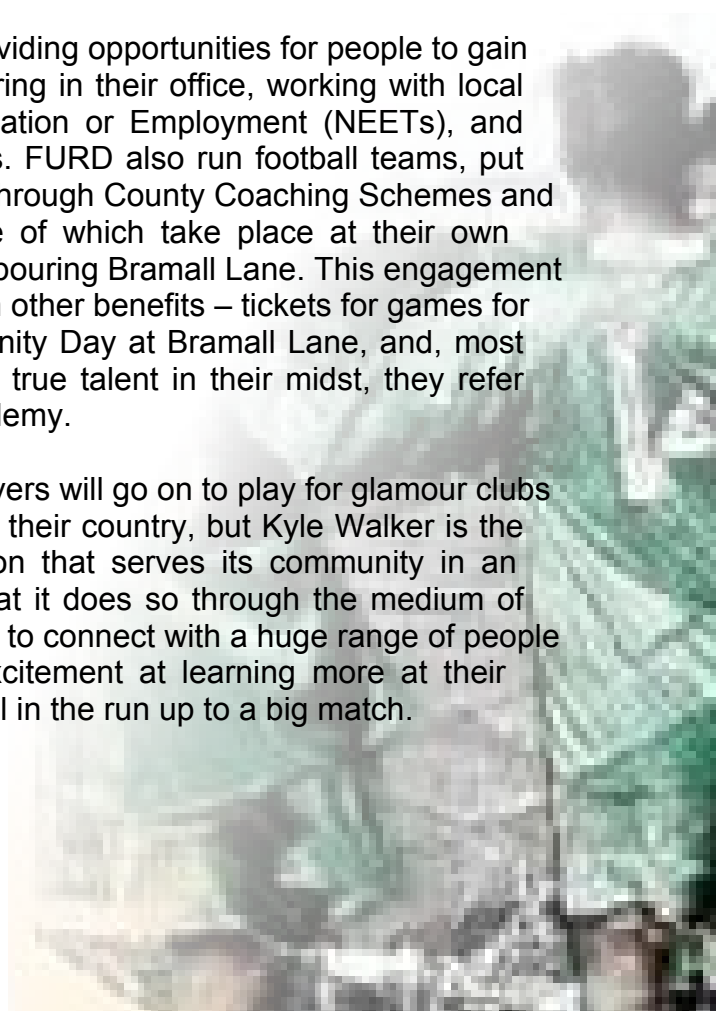 viding opportunities for people to gain
ring in their office, working with local
ation or Employment (NEETs), and
s. FURD also run football teams, put
hrough County Coaching Schemes and
e of which take place at their own
bouring Bramall Lane. This engagement
n other benefits – tickets for games for
nity Day at Bramall Lane, and, most
true talent in their midst, they refer
demy.
yers will go on to play for glamour clubs
their country, but Kyle Walker is the
on that serves its community in an
at it does so through the medium of
to connect with a huge range of people
xcitement at learning more at their
l in the run up to a big match.